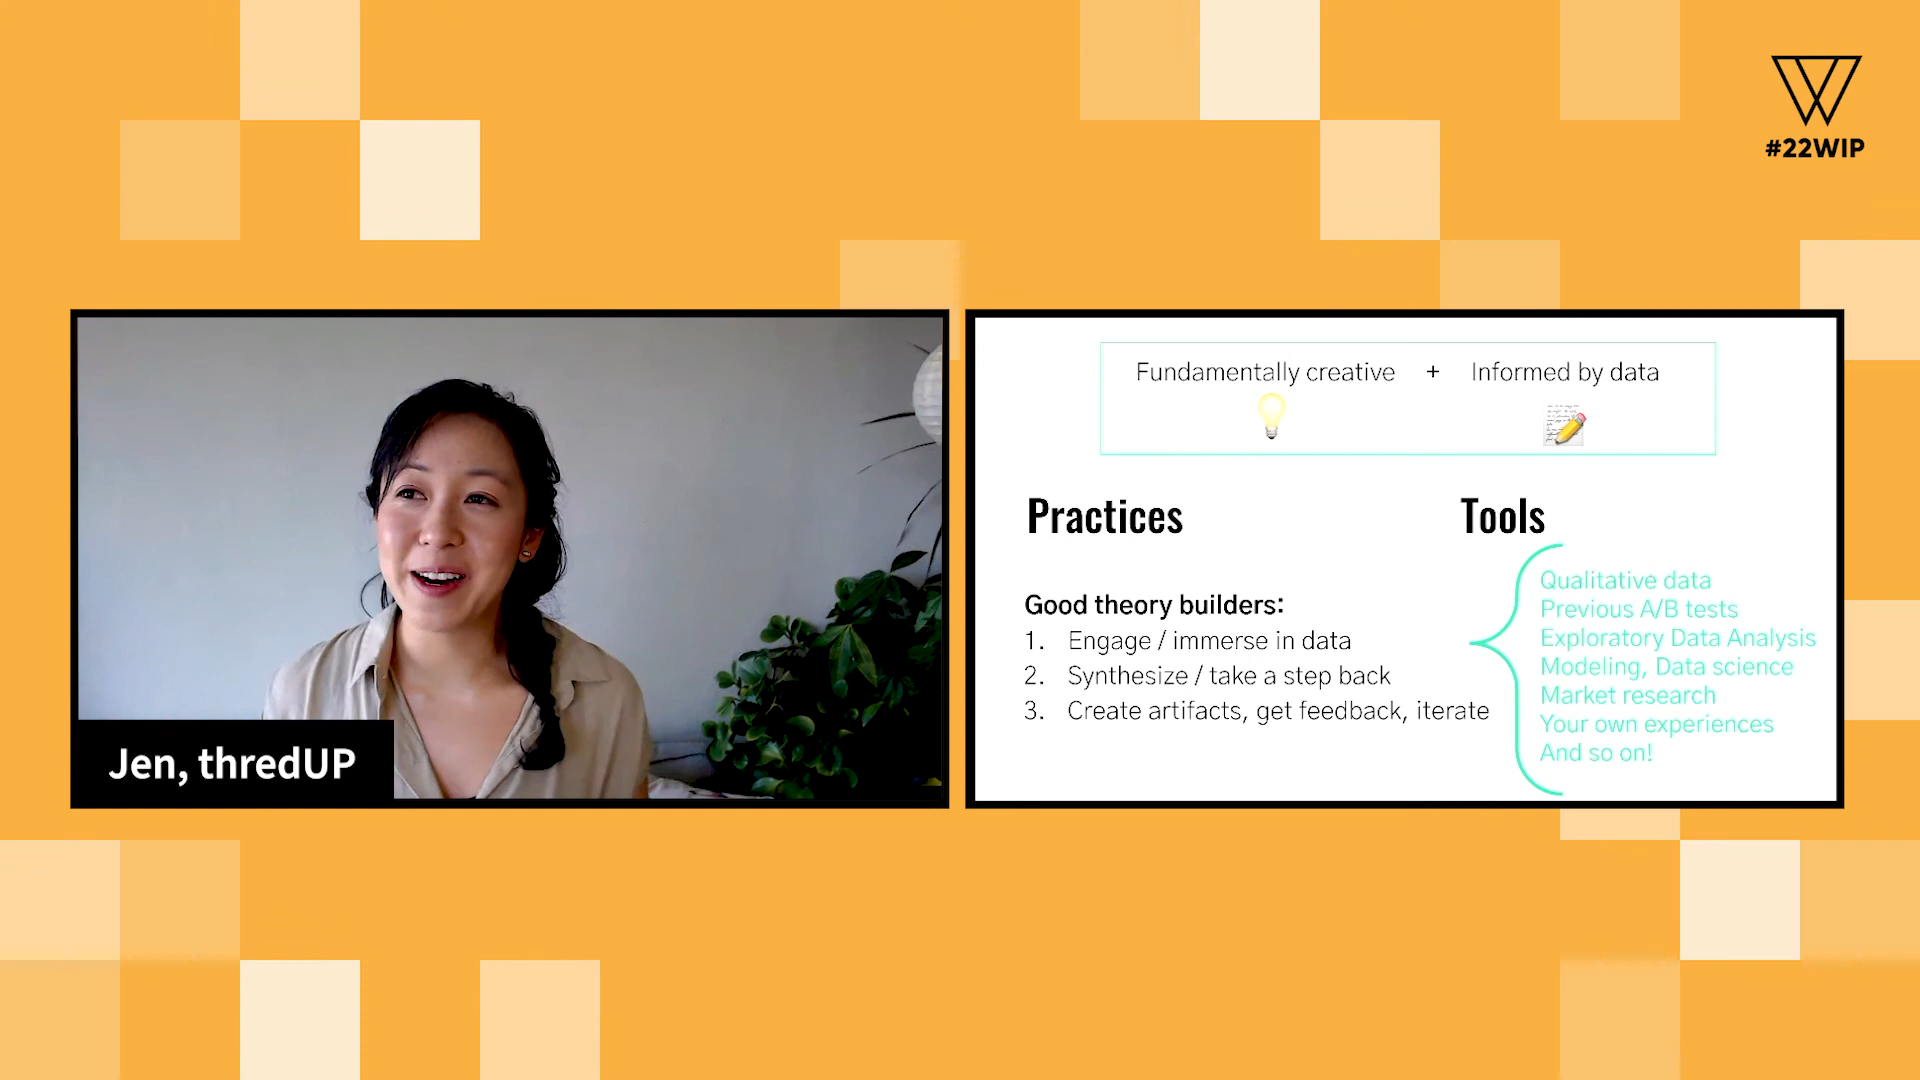 #22WIP
Jen, thredUP
Fundamentally creative + Informed by data
Practices
Good theory builders:
1. Engage / immerse in data
2. Synthesize / take a step back
3. Create artifacts, get feedback, iterate
Tools
Qualitative data
Previous A/B tests
Exploratory Data Analysis
Modeling, Data science
Market research
Your own experiences
And so on!